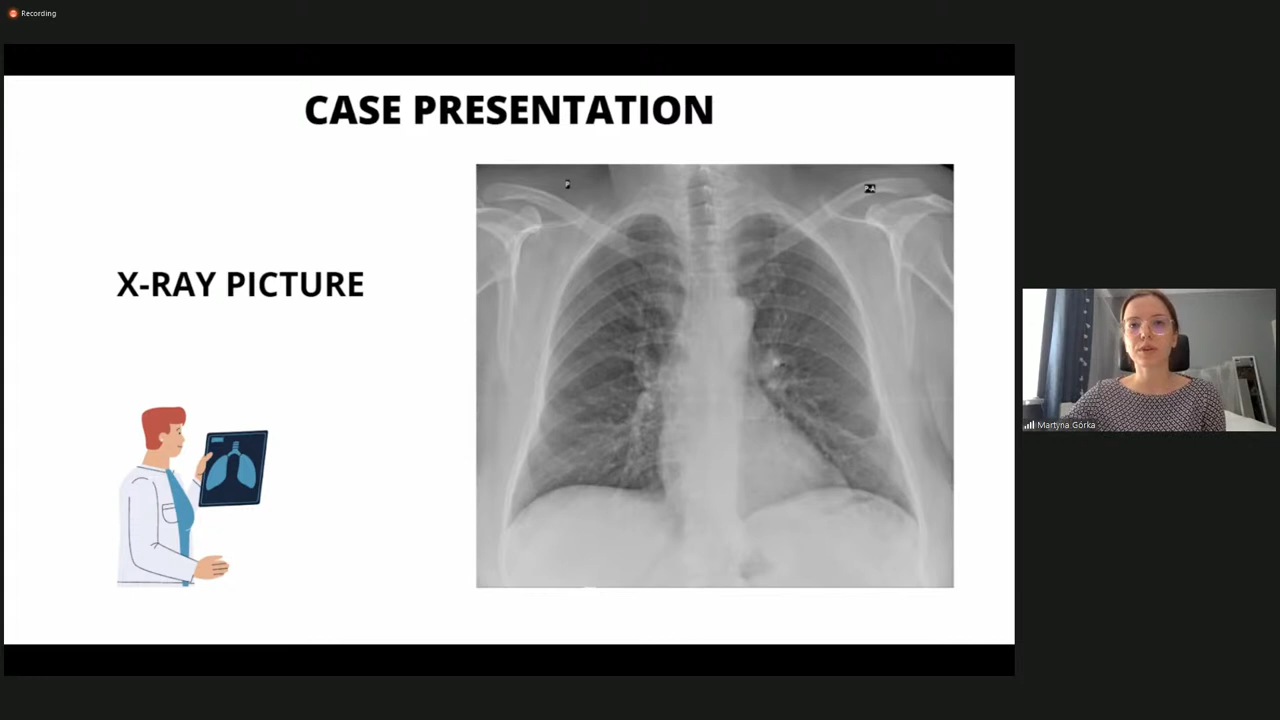 Recording
CASE PRESENTATION
P
P-A
X-RAY PICTURE
Martyna Górka